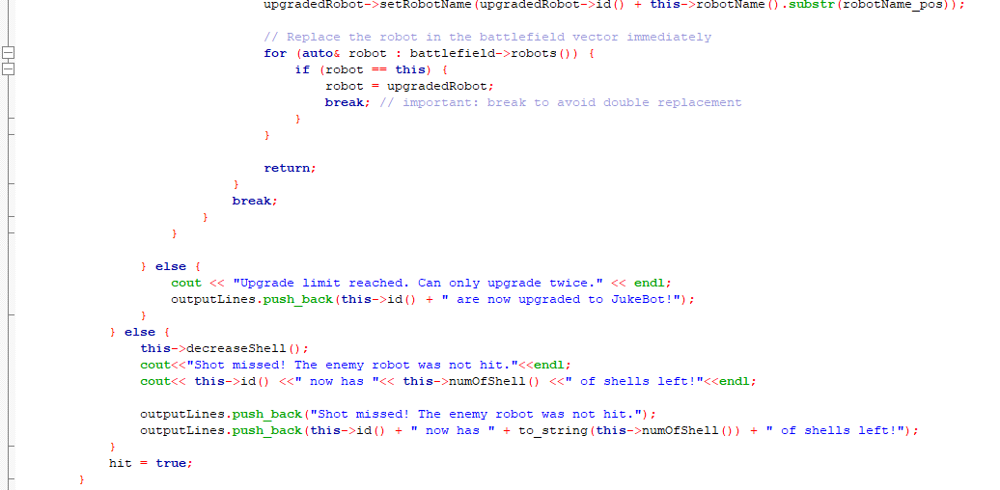 upgradedRobot->setRobotName(upgradedRobot->id() + this->robotName().substr(robotName_pos));
// Replace the robot in the battlefield vector immediately
for (auto& robot : battlefield->robots()) {
if (robot == this) {
robot = upgradedRobot;
break; // important: break to avoid double replacement
}
}
return;
}
break;
}
}
} else {
cout << "Upgrade limit reached. Can only upgrade twice." << endl;
outputLines.push_back(this->id() + " are now upgraded to JukeBot!");
}
} else {
this->decreaseShell();
cout<<"Shot missed! The enemy robot was not hit."<<endl;
cout<< this->id() <<" now has "<< this->numOfShell() <<" of shells left!"<<endl;
outputLines.push_back("Shot missed! The enemy robot was not hit.");
outputLines.push_back(this->id() + " now has " + to_string(this->numOfShell()) + " of shells left!");
}
hit = true;
}